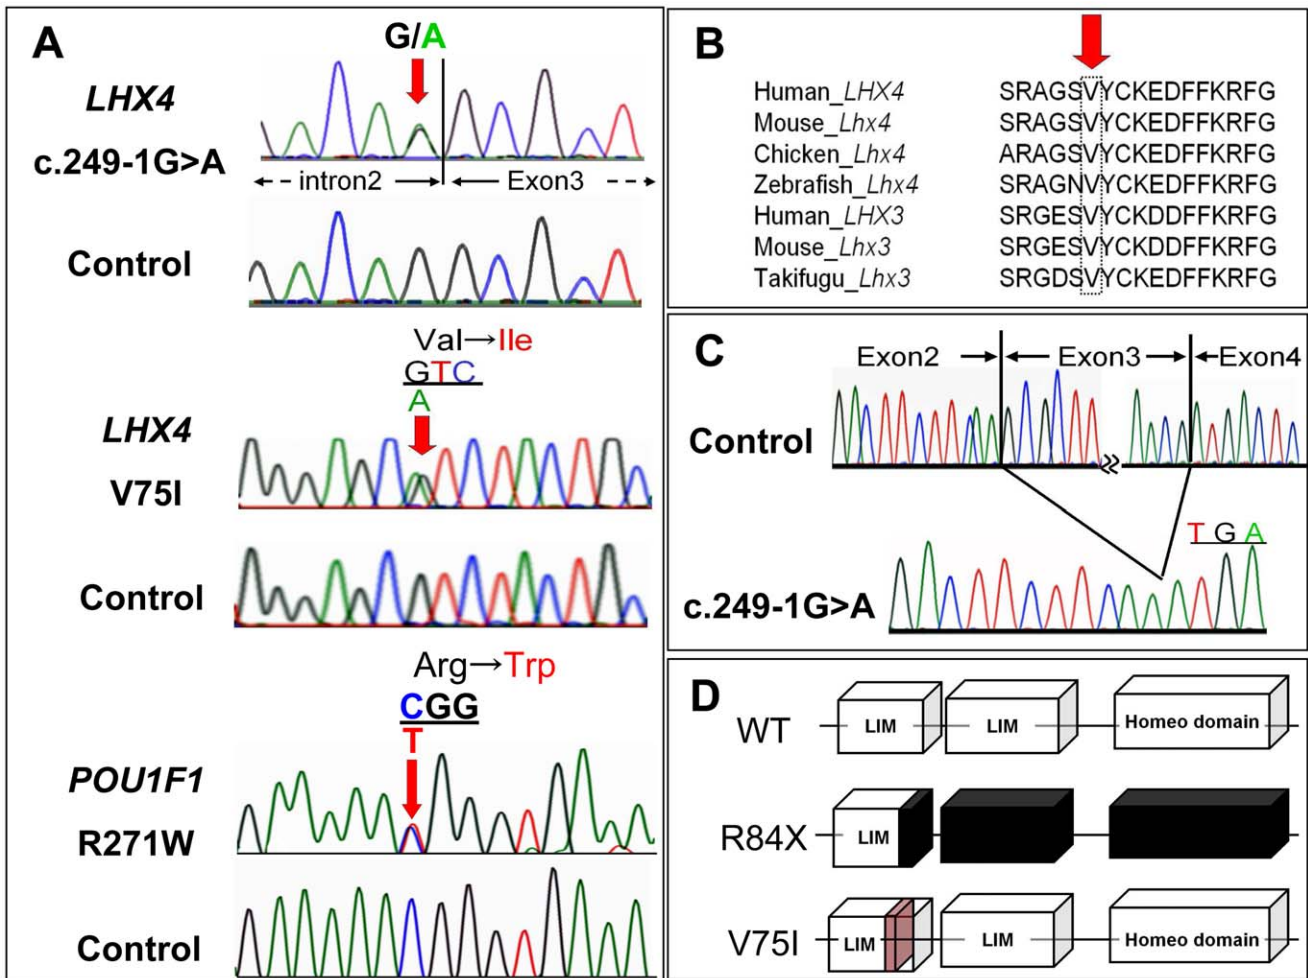 A
G/A
LHX4
c.249-1G>A
intron2
Exon3
Control
Val→Ile
GTC
A
LHX4
V75I
Control
Arg→Trp
CGG
T
POU1F1
R271W
Control
B
Human_LHX4 SRAGSVYCKEDFFKRFG
Mouse_Lhx4 SRAGSVYCKEDFFKRFG
Chicken_Lhx4 ARAGSVYCKEDFFKRFG
Zebrafish_Lhx4 SRAGNVYCKEDFFKRFG
Human_LHX3 SRGESVYCKDDFFKRFG
Mouse_Lhx3 SRGESVYCKDDFFKRFG
Takifugu_Lhx3 SRGDSVYCKEDFFKRFG
C
Exon2 Exon3 Exon4
Control
T G A
c.249-1G>A
D
WT LIM LIM Homeo domain
R84X LIM
V75I LIM LIM Homeo domain